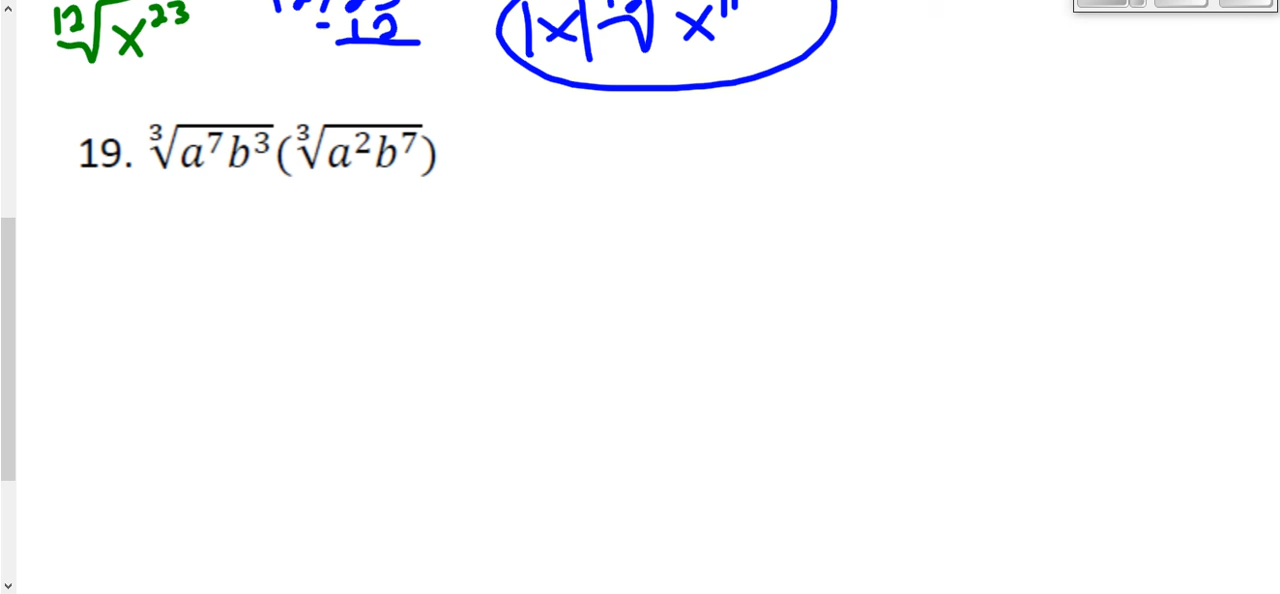 ¹²√x²³ |x| ¹²√x¹¹
- 12
19. ∛a⁷b³(∛a²b⁷)